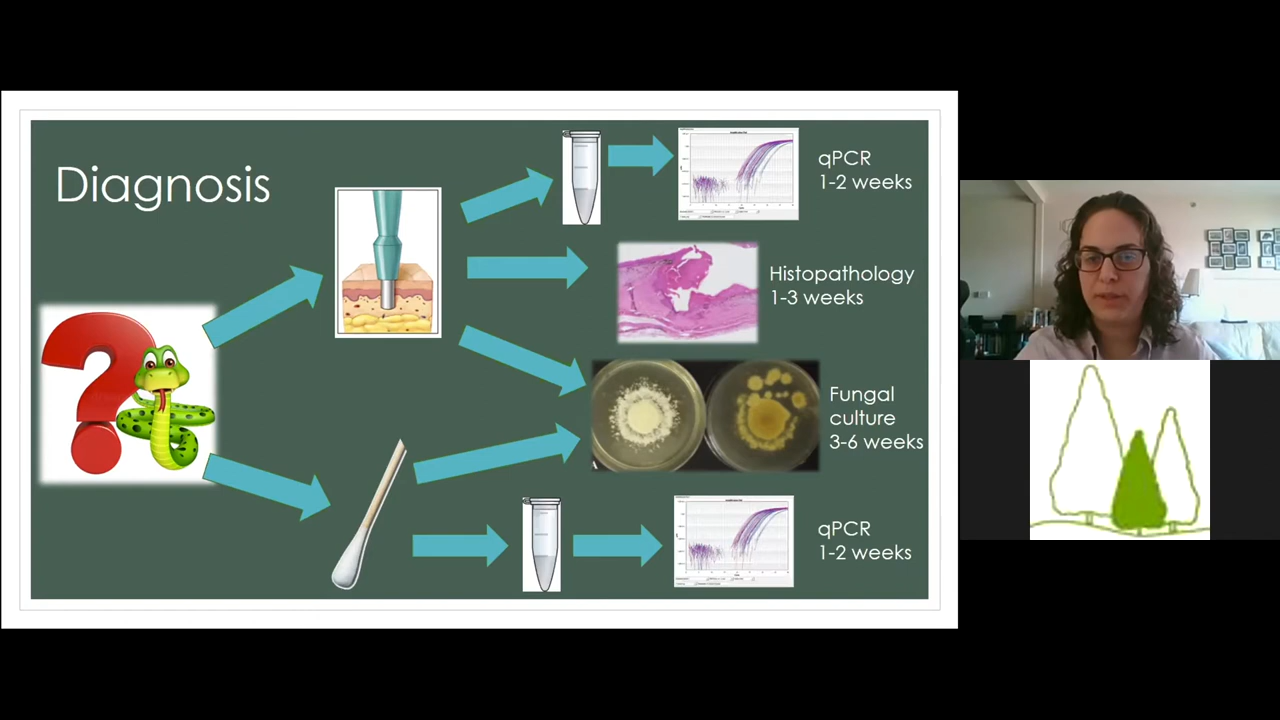 Diagnosis
qPCR
1-2 weeks
Histopathology
1-3 weeks
Fungal
culture
3-6 weeks
qPCR
1-2 weeks